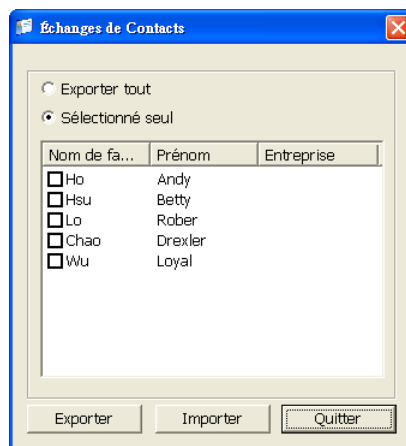 Échanges de Contacts
Exporter tout
Sélectionné seul
Nom de fa... Prénom Entreprise
Ho Andy
Hsu Betty
Lo Rober
Chao Drexler
Wu Loyal
Exporter Importer Quitter